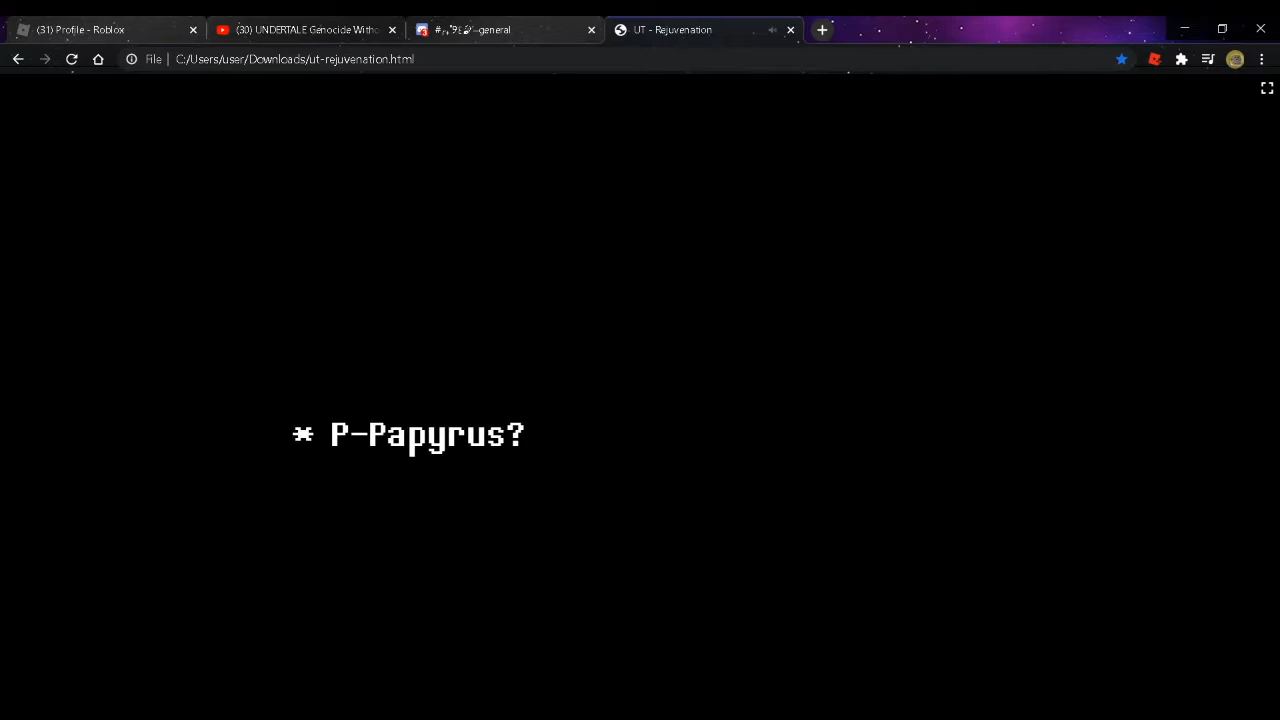 (31) Profile - Roblox
(30) UNDERTALE Genocide Witho
-general
UT - Rejuvenation
File
C:/Users/user/Downloads/ut-rejuvenation.html
* P-Papyrus?